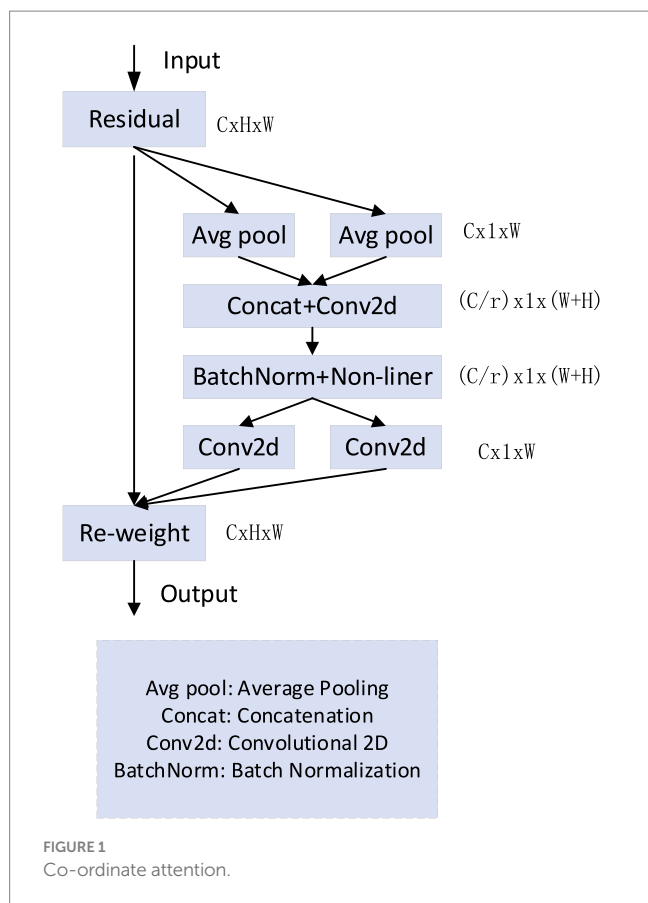 Input
Residual
CxHxW
Avg pool
Avg pool
Cx1xW
Concat+Conv2d
(C/r)x1x(W+H)
BatchNorm+Non-liner
(C/r)x1x(W+H)
Conv2d
Conv2d
Cx1xW
Re-weight
CxHxW
Output
Avg pool: Average Pooling
Concat: Concatenation
Conv2d: Convolutional 2D
BatchNorm: Batch Normalization
FIGURE 1
Co-ordinate attention.